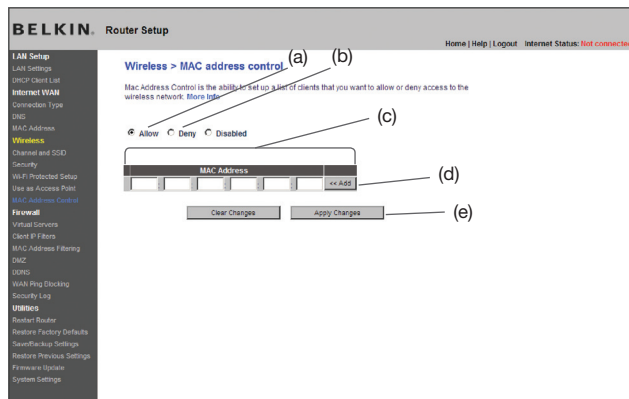 BELKIN. Router Setup
Home | Help | Logout Internet Status: Not connected
LAN Setup
LAN Settings
DHCP Client List
Internet WAN
Connection Type
DNS
MAC Address
Wireless
Channel and SSID
Security
Wi-Fi Protected Setup
Use as Access Point
MAC Address Control
Firewall
Virtual Servers
Client IP Filters
MAC Address Filtering
DMZ
DDNS
WAN Ping Blocking
Security Log
Utilities
Restart Router
Restore Factory Defaults
Save/Backup Settings
Restore Previous Settings
Firmware Update
System Settings
Wireless > MAC address control
(a)
(b)
MAC Address Control is the ability to set up a list of clients that you want to allow or deny access to the
wireless network. More Info
Allow Deny Disabled
(c)
MAC Address
: : : : : << Add
(d)
Clear Changes Apply Changes
(e)